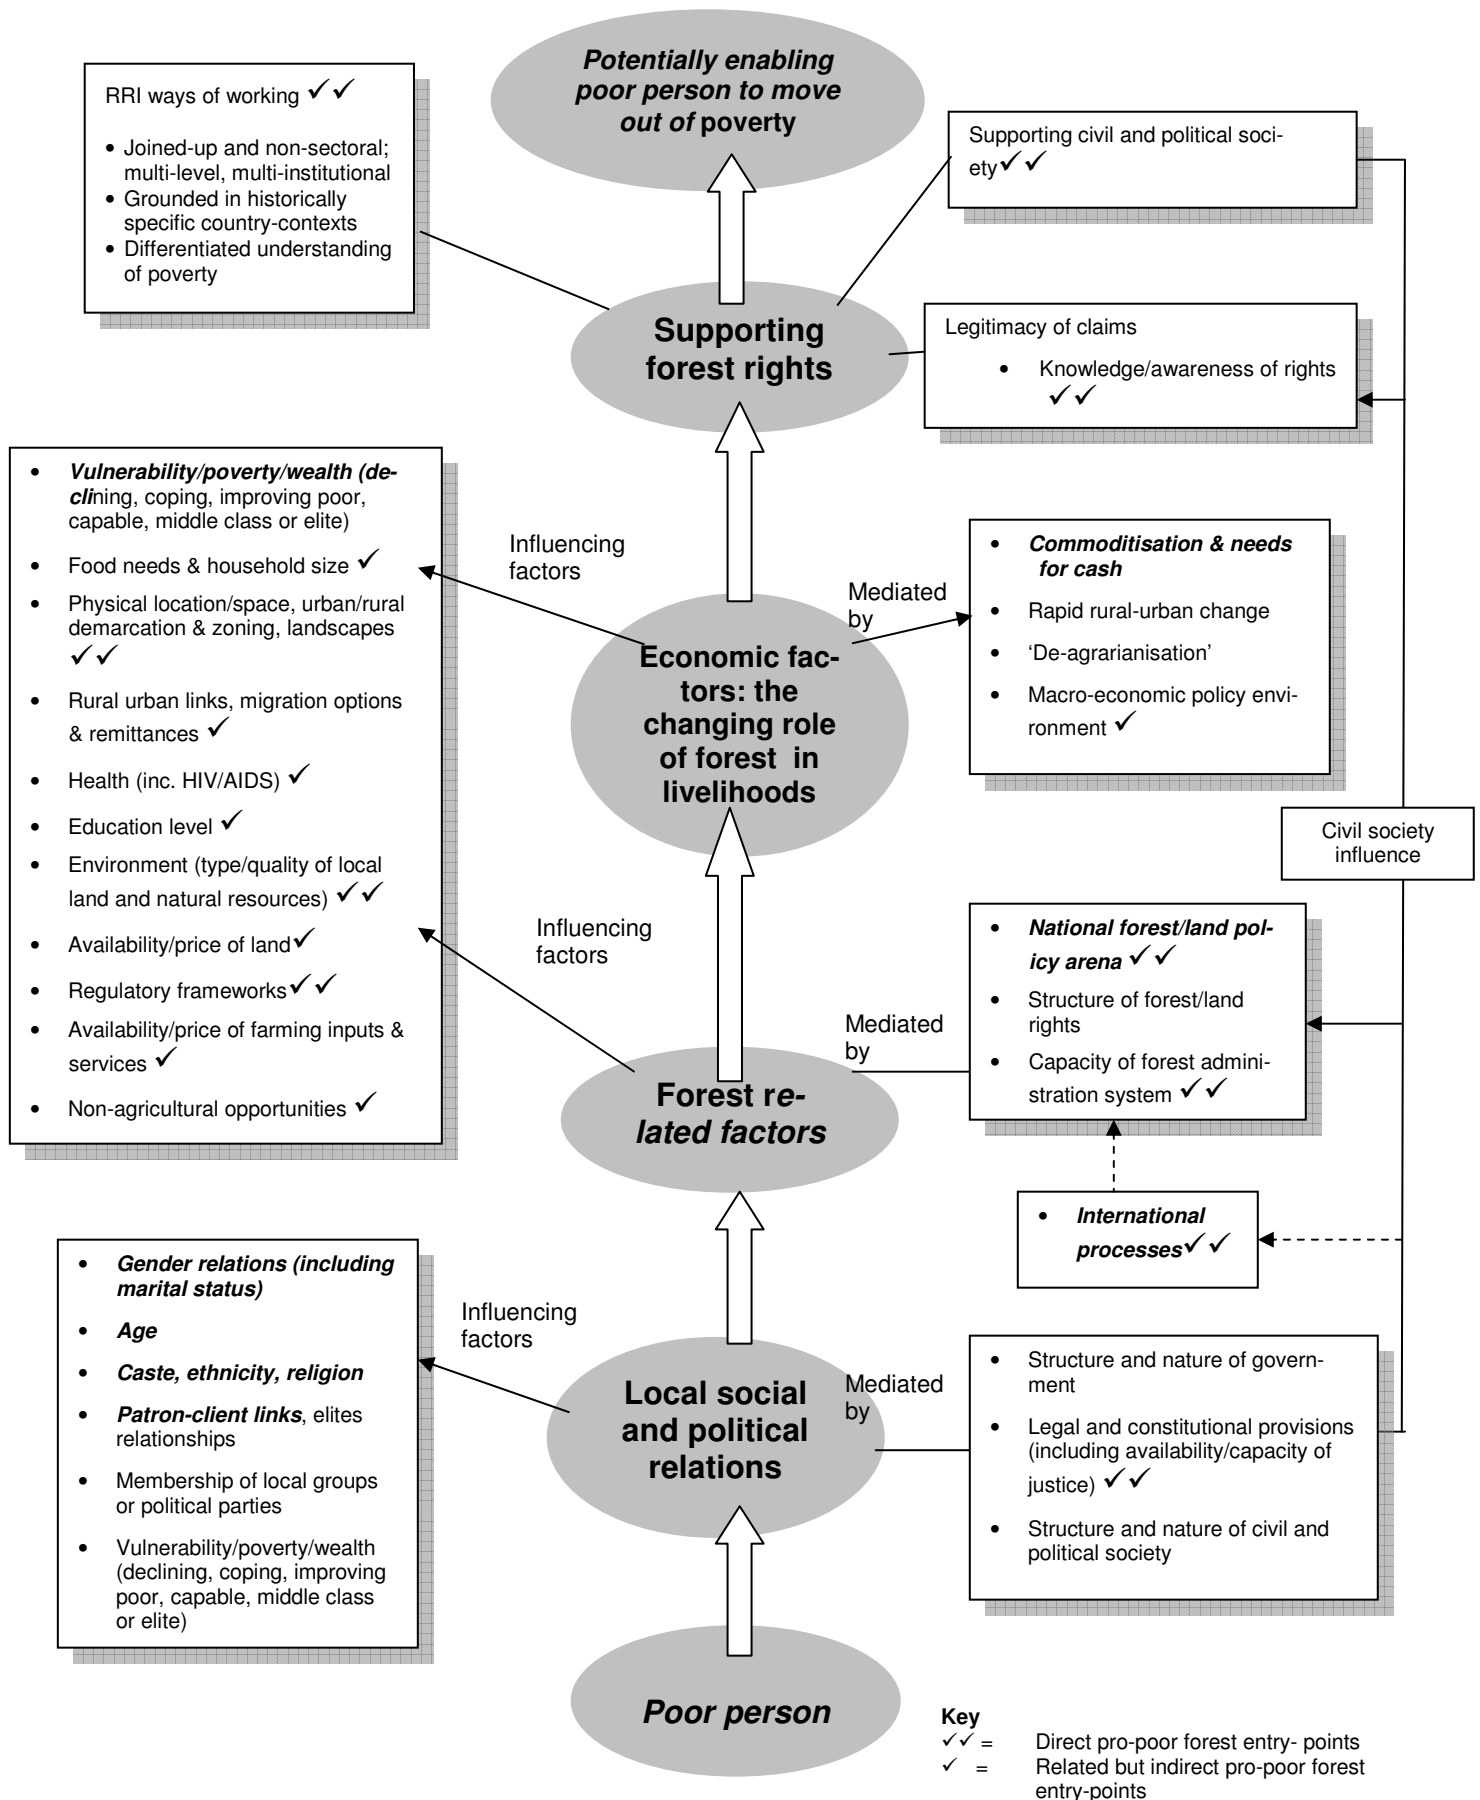 Potentially enabling
poor person to move
out of poverty
RRI ways of working ✓✓
• Joined-up and non-sectoral;
multi-level, multi-institutional
• Grounded in historically
specific country-contexts
• Differentiated understanding
of poverty
Supporting civil and political soci-
ety✓✓
Supporting
forest rights
Legitimacy of claims
• Knowledge/awareness of rights
✓✓
• Vulnerability/poverty/wealth (de-
clining, coping, improving poor,
capable, middle class or elite)
• Food needs & household size ✓
• Physical location/space, urban/rural
demarcation & zoning, landscapes
✓✓
• Rural urban links, migration options
& remittances ✓
• Health (inc. HIV/AIDS) ✓
• Education level ✓
• Environment (type/quality of local
land and natural resources) ✓✓
• Availability/price of land✓
• Regulatory frameworks✓✓
• Availability/price of farming inputs &
services ✓
• Non-agricultural opportunities ✓
Influencing
factors
Mediated
by
• Commoditisation & needs
for cash
• Rapid rural-urban change
• ‘De-agrarianisation’
• Macro-economic policy envi-
ronment ✓
Economic fac-
tors: the
changing role
of forest in
livelihoods
Civil society
influence
Influencing
factors
• National forest/land pol-
icy arena ✓✓
• Structure of forest/land
rights
• Capacity of forest admini-
stration system ✓✓
Mediated
by
Forest re-
lated factors
• International
processes✓✓
• Gender relations (including
marital status)
• Age
• Caste, ethnicity, religion
• Patron-client links, elites
relationships
• Membership of local groups
or political parties
• Vulnerability/poverty/wealth
(declining, coping, improving
poor, capable, middle class
or elite)
Influencing
factors
Local social
and political
relations
Mediated
by
• Structure and nature of govern-
ment
• Legal and constitutional provisions
(including availability/capacity of
justice) ✓✓
• Structure and nature of civil and
political society
Poor person
Key
✓✓ = Direct pro-poor forest entry- points
✓ = Related but indirect pro-poor forest
entry-points